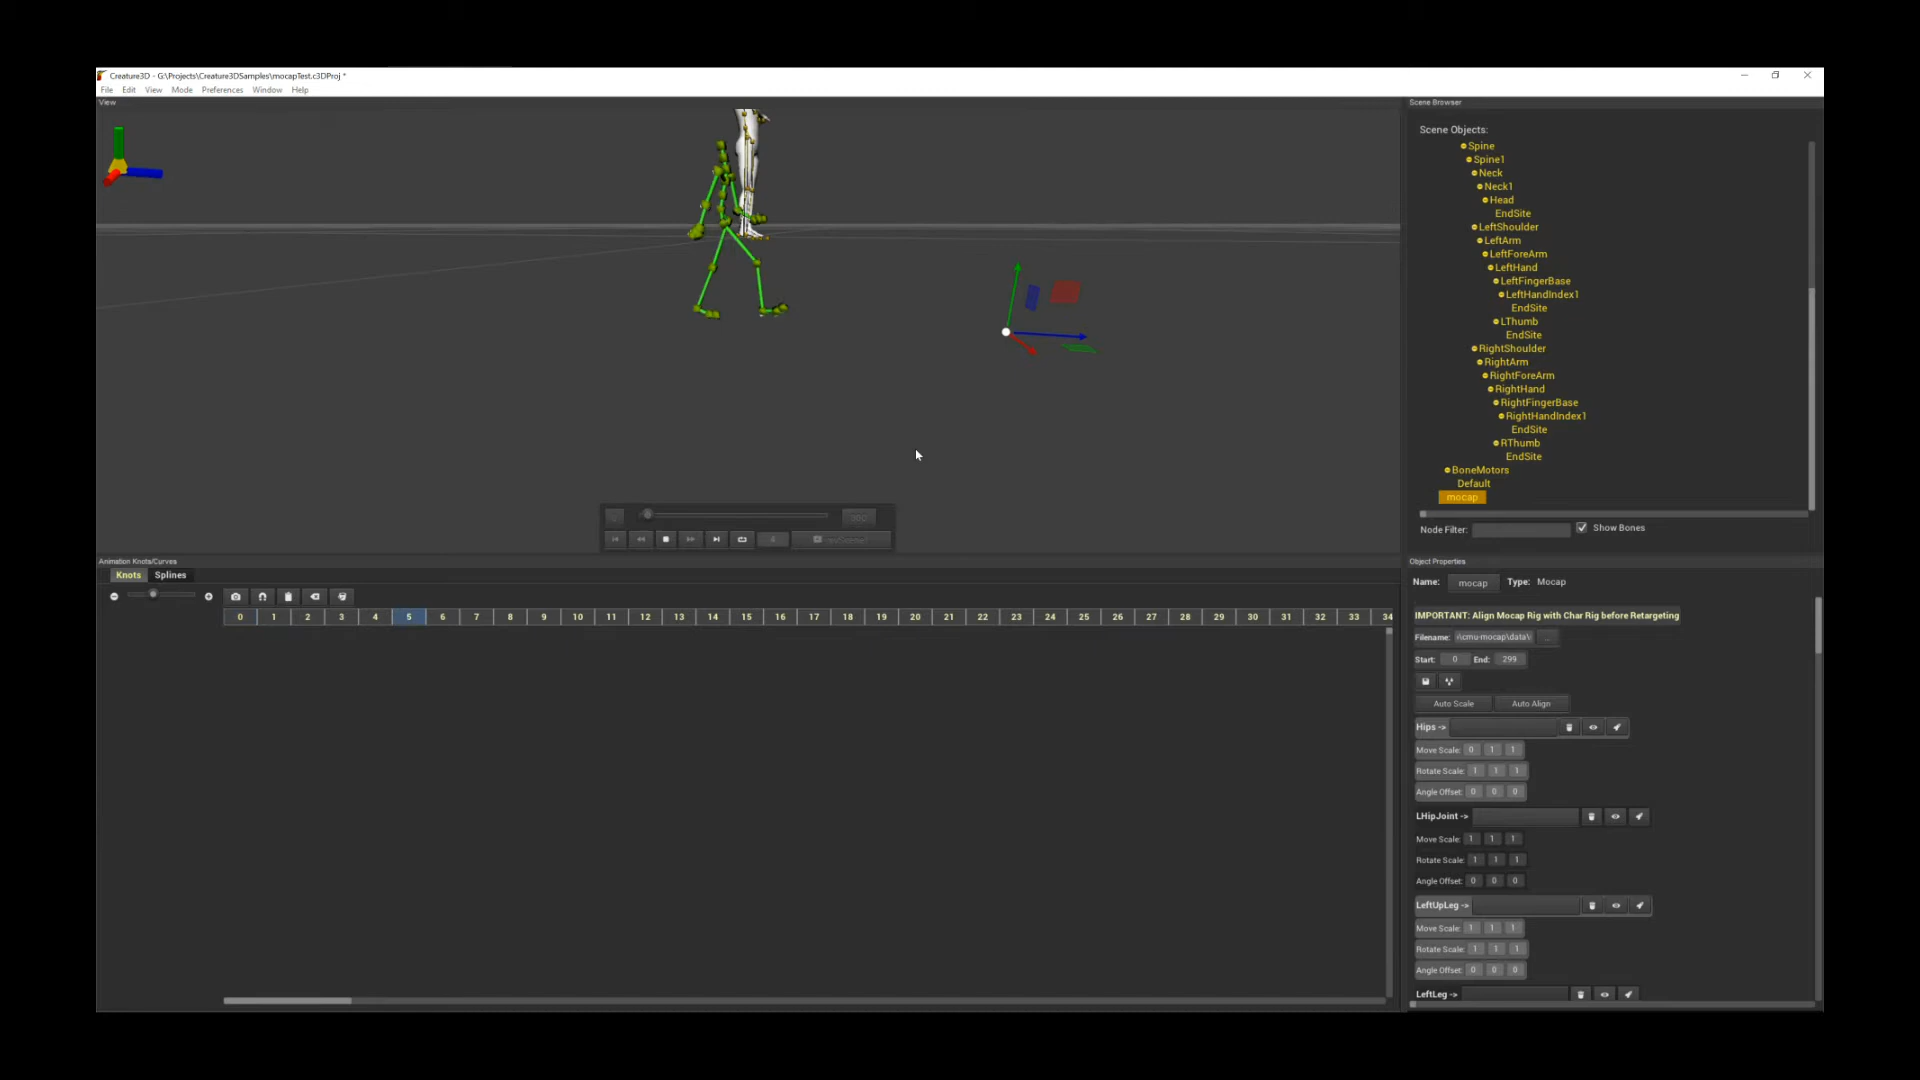 Creature3D - G:\Projects\Creature3DSamples\mocapTest.c3DProj *
File Edit View Mode Preferences Window Help
View
Scene Browser
Scene Objects:
Spine
Spine1
Neck
Neck1
Head
EndSite
LeftShoulder
LeftArm
LeftForeArm
LeftHand
LeftFingerBase
LeftHandIndex1
EndSite
LThumb
EndSite
RightShoulder
RightArm
RightForeArm
RightHand
RightFingerBase
RightHandIndex1
EndSite
RThumb
EndSite
BoneMotors
Default
mocap
Node Filter: Show Bones
Animation Knots/Curves
Knots Splines
0 1 2 3 4 5 6 7 8 9 10 11 12 13 14 15 16 17 18 19 20 21 22 23 24 25 26 27 28 29 30 31 32 33 34
Object Properties
Name: mocap Type: Mocap
IMPORTANT: Align Mocap Rig with Char Rig before Retargeting
Filename: \cmu-mocap\data\ ...
Start: 0 End: 299
Auto Scale Auto Align
Hips ->
Move Scale: 0 1 1
Rotate Scale: 1 1 1
Angle Offset: 0 0 0
LHipJoint ->
Move Scale: 1 1 1
Rotate Scale: 1 1 1
Angle Offset: 0 0 0
LeftUpLeg ->
Move Scale: 1 1 1
Rotate Scale: 1 1 1
Angle Offset: 0 0 0
LeftLeg ->